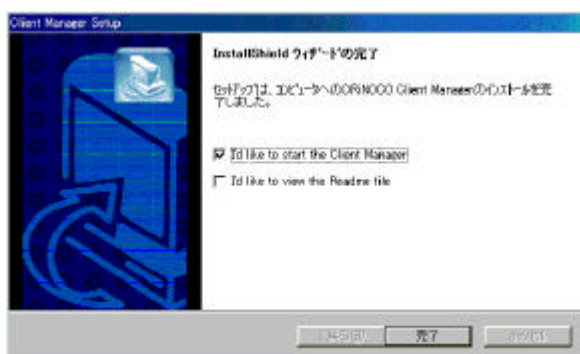 Client Manager Setup
InstallShield ウィザードの完了
セットアップは、コンピュータへのORiNOCO Client Managerのインストールを完
了しました。
I'd like to start the Client Manager
I'd like to view the Readme file
完了